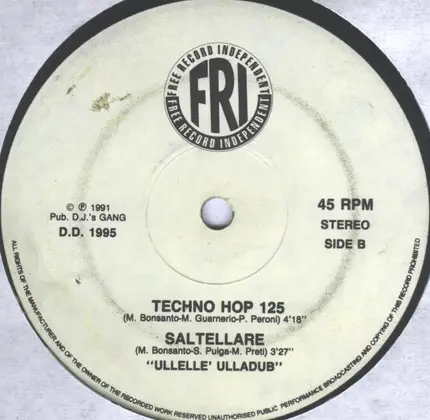 FREE RECORD INDEPENDENT
FRI
FREE RECORD INDEPENDENT
© ℗ 1991
Pub. D.J.'s GANG
D.D. 1995
45 RPM
STEREO
SIDE B
TECHNO HOP 125
(M. Bonsanto-M. Guarnerio-P. Peroni) 4'18"
SALTELLARE
(M. Bonsanto-S. Pulga-M. Preti) 3'27"
"ULLELLE' ULLADUB"
ALL RIGHTS OF THE MANUFACTURER AND OF THE OWNER OF THE RECORDED WORK RESERVED UNAUTHORISED PUBLIC PERFORMANCE BROADCASTING AND COPYING OF THIS RECORD PROHIBITED